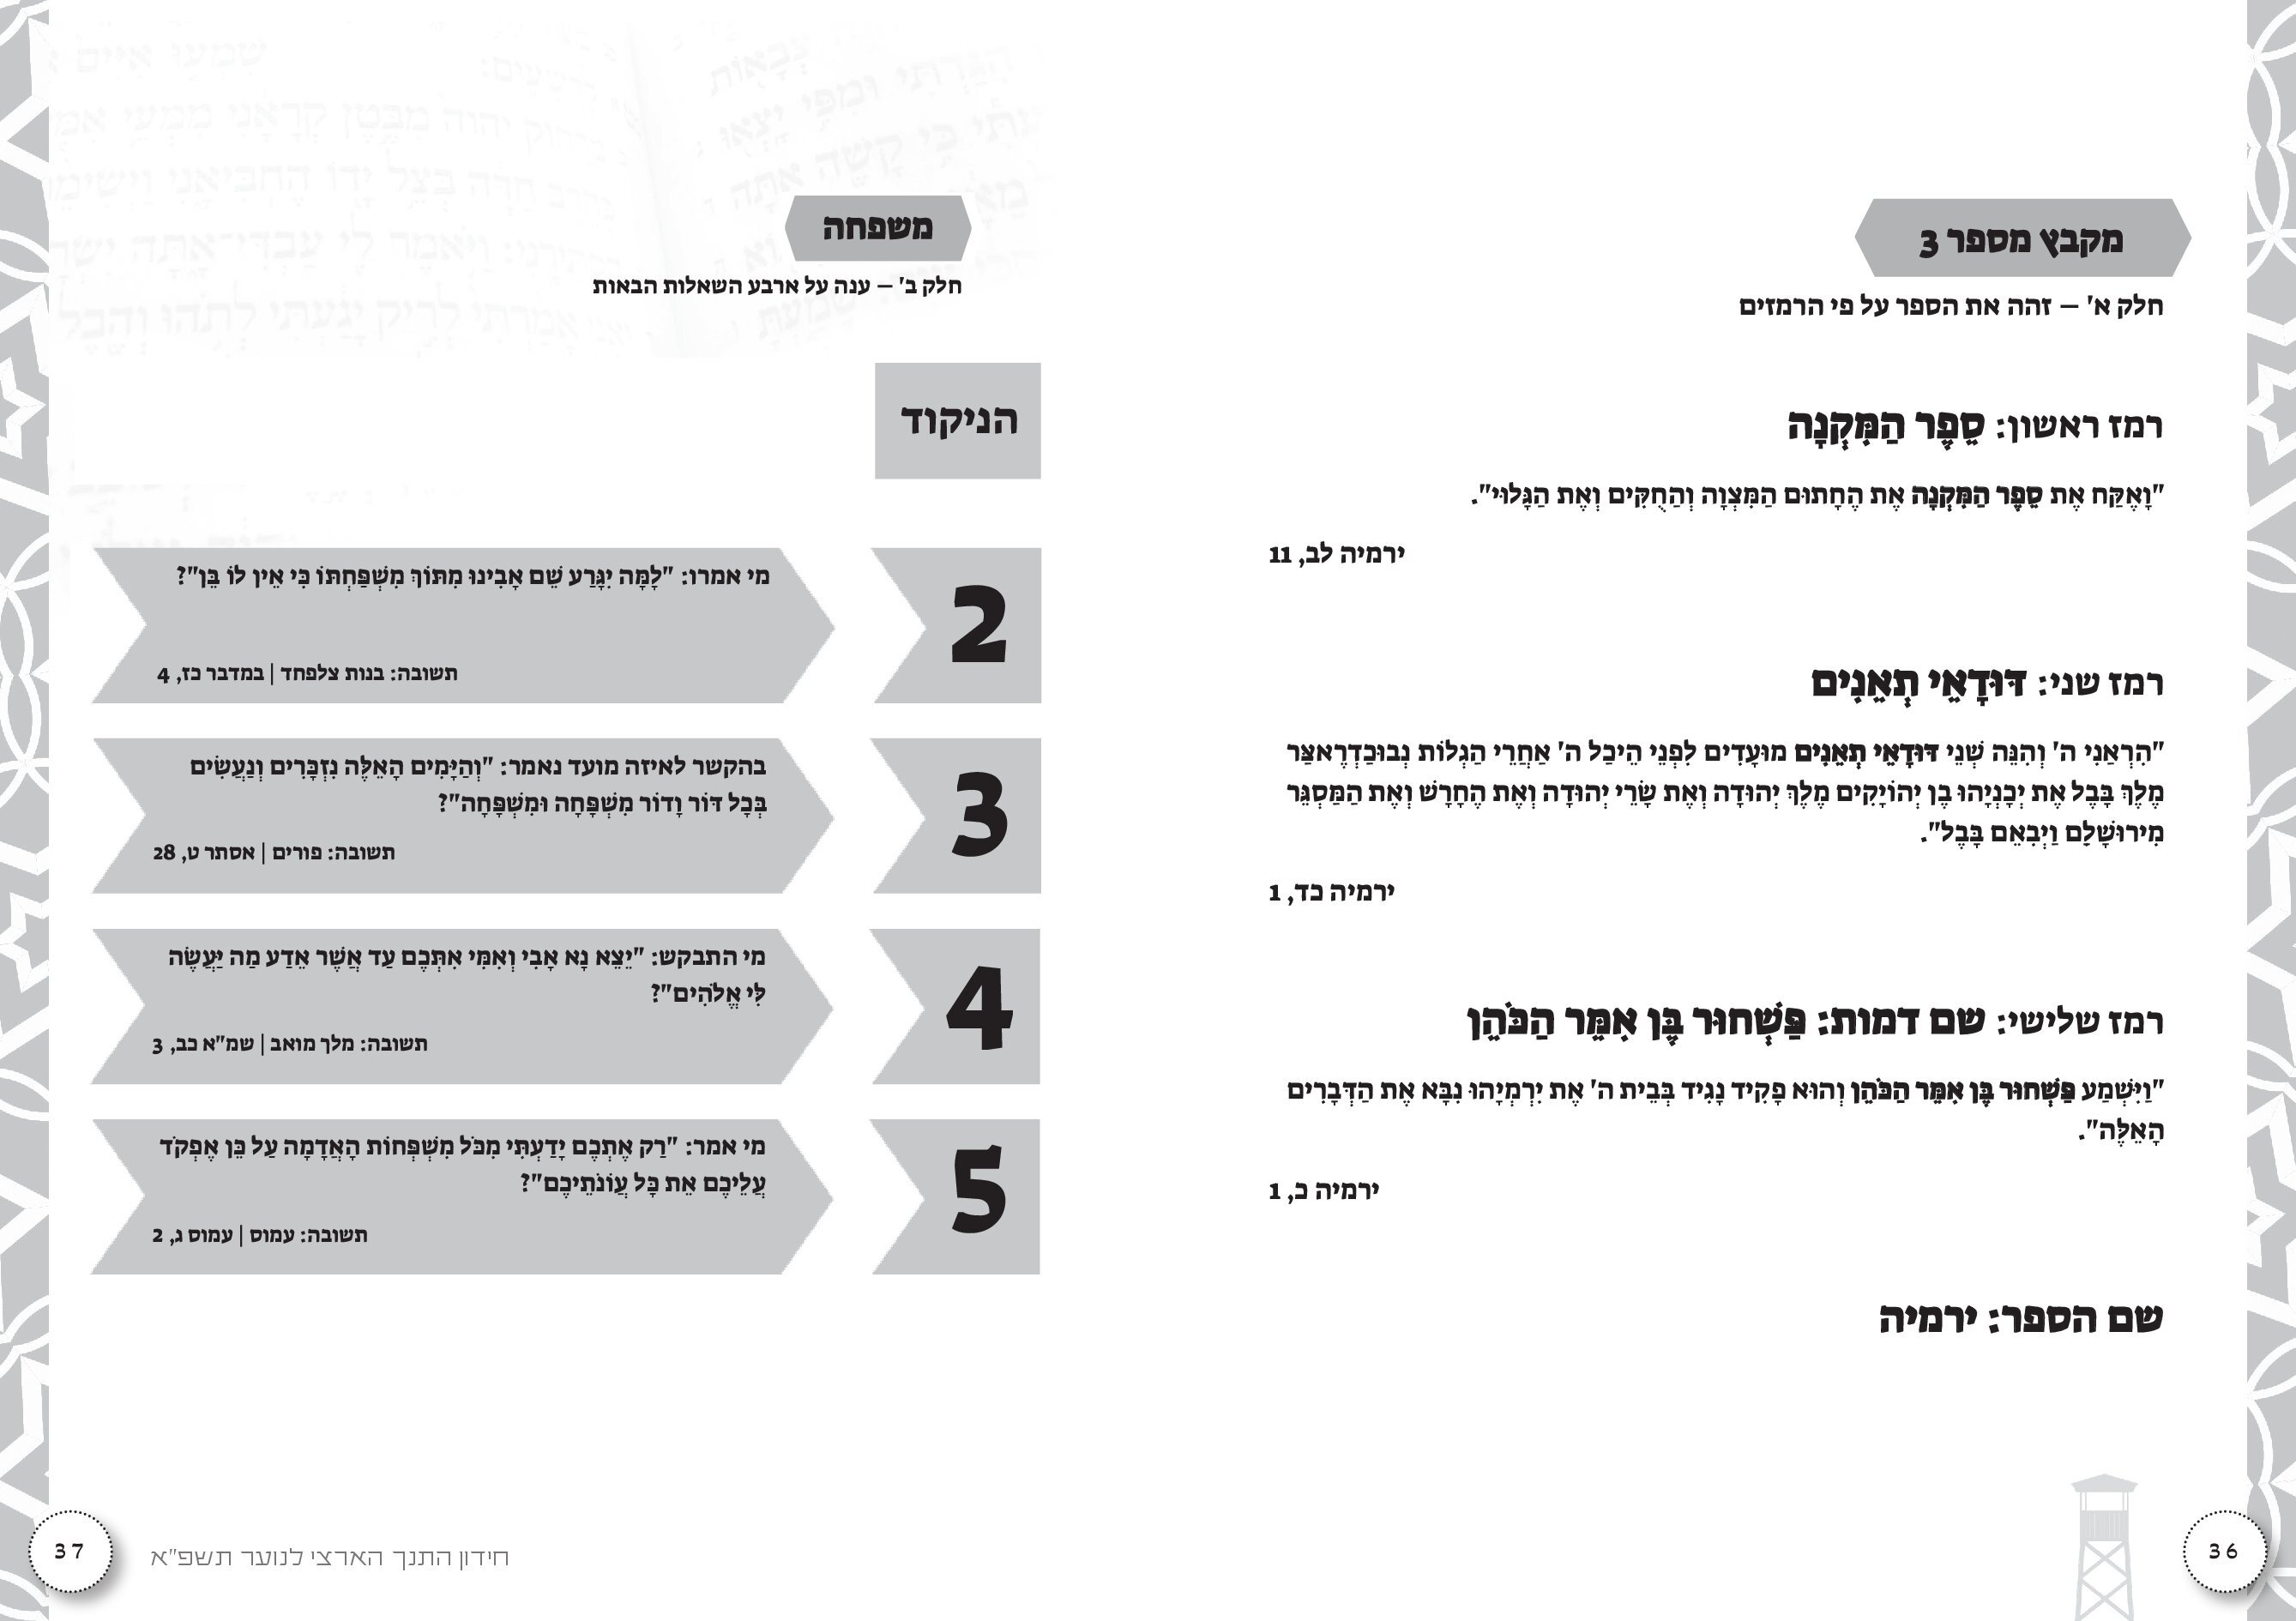 מקבץ מספר 3
חלק א' – זהה את הספר על פי הרמזים
רמז ראשון: סֵפֶר הַמִּקְנָה
"וָאֶקַּח אֶת סֵפֶר הַמִּקְנָה אֶת הֶחָתוּם הַמִּצְוָה וְהַחֻקִּים וְאֶת הַגָּלוּי".
ירמיה לב, 11
רמז שני: דּוּדָאֵי תְאֵנִים
"הִרְאַנִי ה' וְהִנֵּה שְׁנֵי דּוּדָאֵי תְאֵנִים מוּעָדִים לִפְנֵי הֵיכַל ה' אַחֲרֵי הַגְלוֹת נְבוּכַדְרֶאצַּר
מֶלֶךְ בָּבֶל אֶת יְכָנְיָהוּ בֶן יְהוֹיָקִים מֶלֶךְ יְהוּדָה וְאֶת שָׂרֵי יְהוּדָה וְאֶת הֶחָרָשׁ וְאֶת הַמַּסְגֵּר
מִירוּשָׁלִַם וַיְבִאֵם בָּבֶל".
ירמיה כד, 1
רמז שלישי: שם דמות: פַּשְׁחוּר בֶּן אִמֵּר הַכֹּהֵן
"וַיִּשְׁמַע פַּשְׁחוּר בֶּן אִמֵּר הַכֹּהֵן וְהוּא פָקִיד נָגִיד בְּבֵית ה' אֶת יִרְמְיָהוּ נִבָּא אֶת הַדְּבָרִים
הָאֵלֶּה".
ירמיה כ, 1
שם הספר: ירמיה
36
משפחה
חלק ב' – ענה על ארבע השאלות הבאות
הניקוד
2
מי אמרו: "לָמָּה יִגָּרַע שֵׁם אָבִינוּ מִתּוֹךְ מִשְׁפַּחְתּוֹ כִּי אֵין לוֹ בֵּן"?
תשובה: בנות צלפחד | במדבר כז, 4
3
בהקשר לאיזה מועד נאמר: "וְהַיָּמִים הָאֵלֶּה נִזְכָּרִים וְנַעֲשִׂים
בְּכָל דּוֹר וָדוֹר מִשְׁפָּחָה וּמִשְׁפָּחָה"?
תשובה: פורים | אסתר ט, 28
4
מי התבקש: "יֵצֵא נָא אָבִי וְאִמִּי אִתְּכֶם עַד אֲשֶׁר אֵדַע מַה יַּעֲשֶׂה
לִּי אֱלֹהִים"?
תשובה: מלך מואב | שמ"א כב, 3
5
מי אמר: "רַק אֶתְכֶם יָדַעְתִּי מִכֹּל מִשְׁפְּחוֹת הָאֲדָמָה עַל כֵּן אֶפְקֹד
עֲלֵיכֶם אֵת כָּל עֲוֹנֹתֵיכֶם"?
תשובה: עמוס | עמוס ג, 2
חידון התנך הארצי לנוער תשפ"א
37